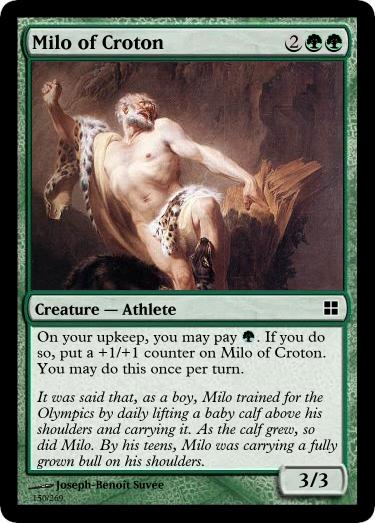 Milo of Croton 2
Creature — Athlete
On your upkeep, you may pay . If you do
so, put a +1/+1 counter on Milo of Croton.
You may do this once per turn.
It was said that, as a boy, Milo trained for the
Olympics by daily lifting a baby calf above his
shoulders and carrying it. As the calf grew, so
did Milo. By his teens, Milo was carrying a fully
grown bull on his shoulders.
Joseph-Benoît Suvée
150/269
3/3